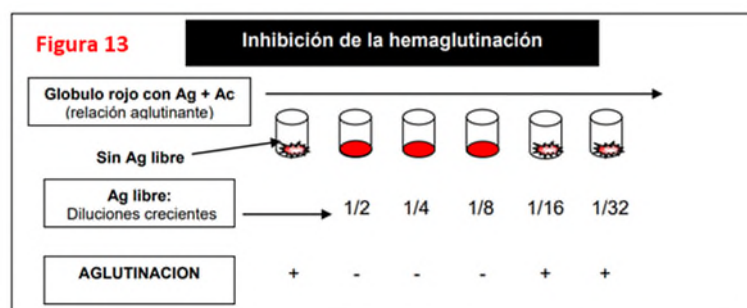 Figura 13
Inhibición de la hemaglutinación
Globulo rojo con Ag + Ac
(relación aglutinante)
Sin Ag libre
Ag libre:
Diluciones crecientes
1/2 1/4 1/8 1/16 1/32
AGLUTINACION + - - - + +